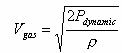 V_gas = √(2P_dynamic / ρ)